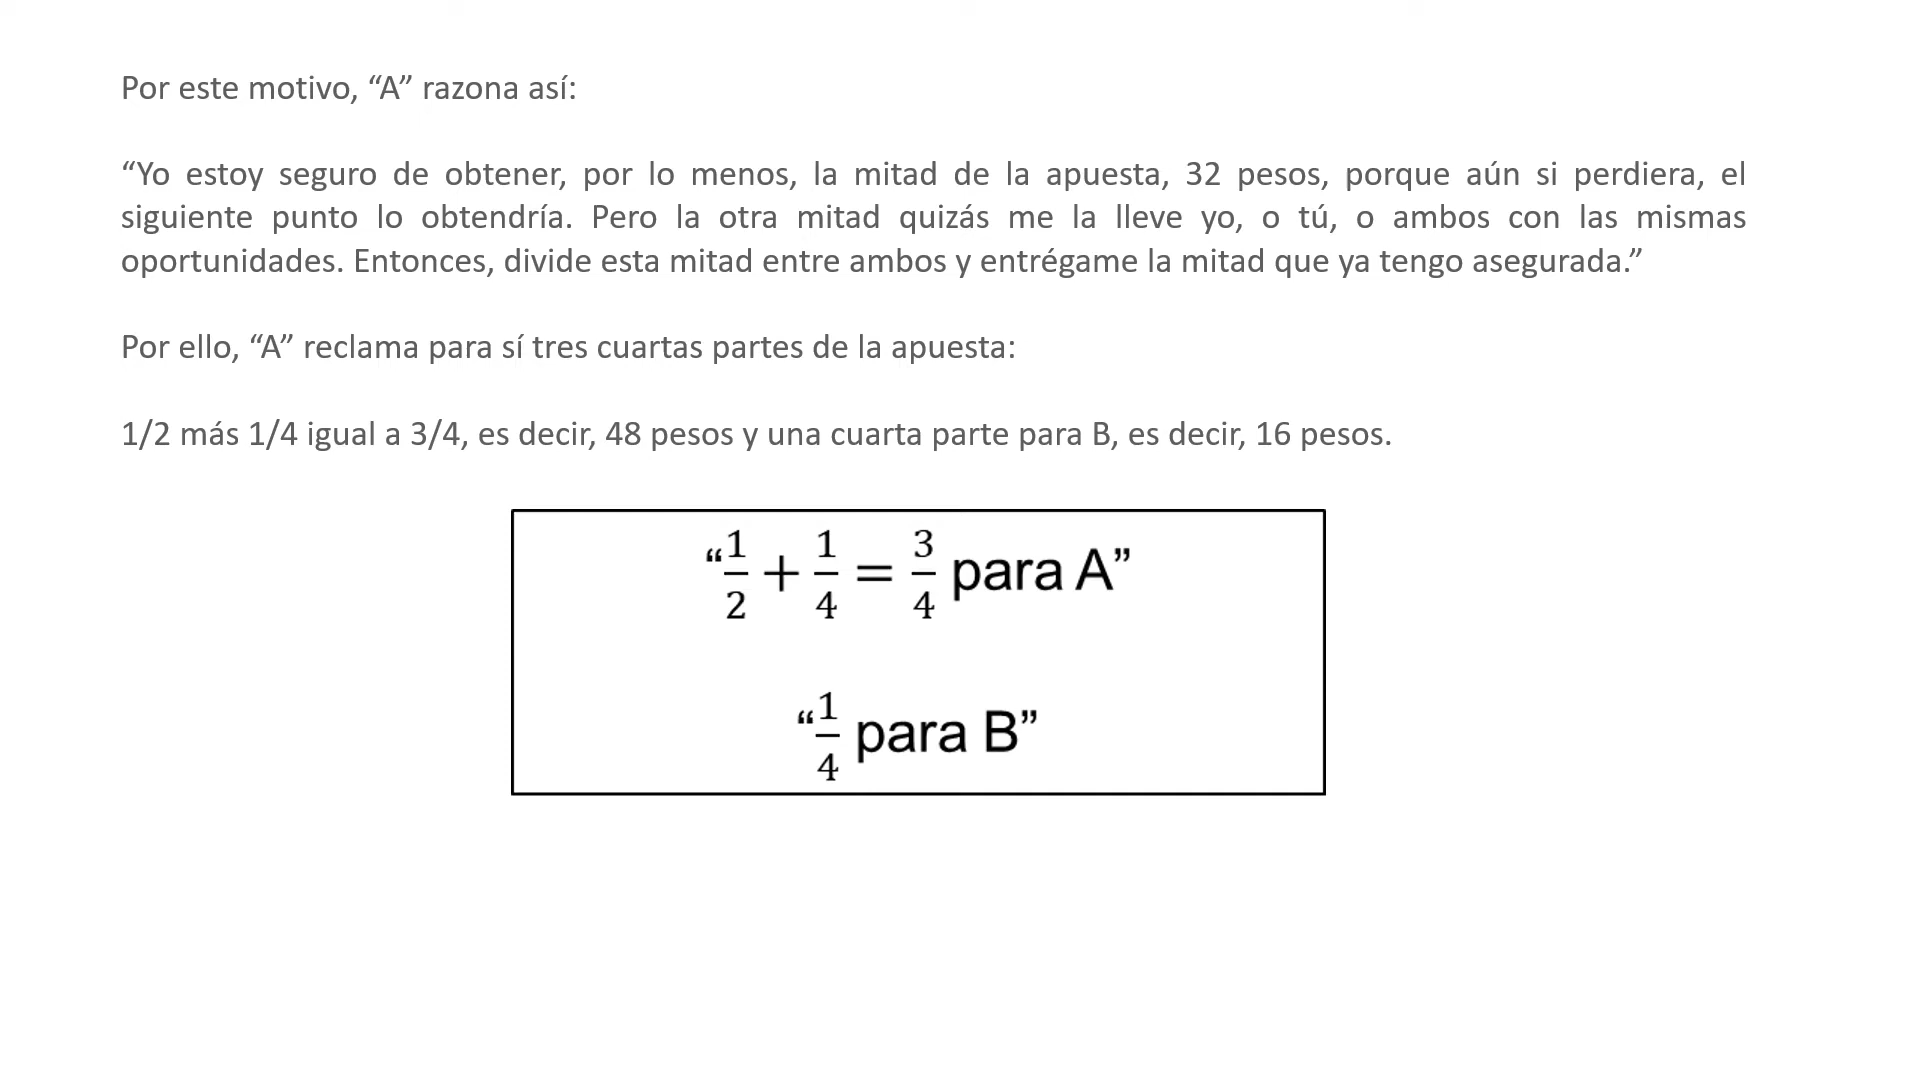 Por este motivo, “A” razona así:
“Yo estoy seguro de obtener, por lo menos, la mitad de la apuesta, 32 pesos, porque aún si perdiera, el
siguiente punto lo obtendría. Pero la otra mitad quizás me la lleve yo, o tú, o ambos con las mismas
oportunidades. Entonces, divide esta mitad entre ambos y entrégame la mitad que ya tengo asegurada.”
Por ello, “A” reclama para sí tres cuartas partes de la apuesta:
1/2 más 1/4 igual a 3/4, es decir, 48 pesos y una cuarta parte para B, es decir, 16 pesos.
“1/2 + 1/4 = 3/4 para A”
“1/4 para B”